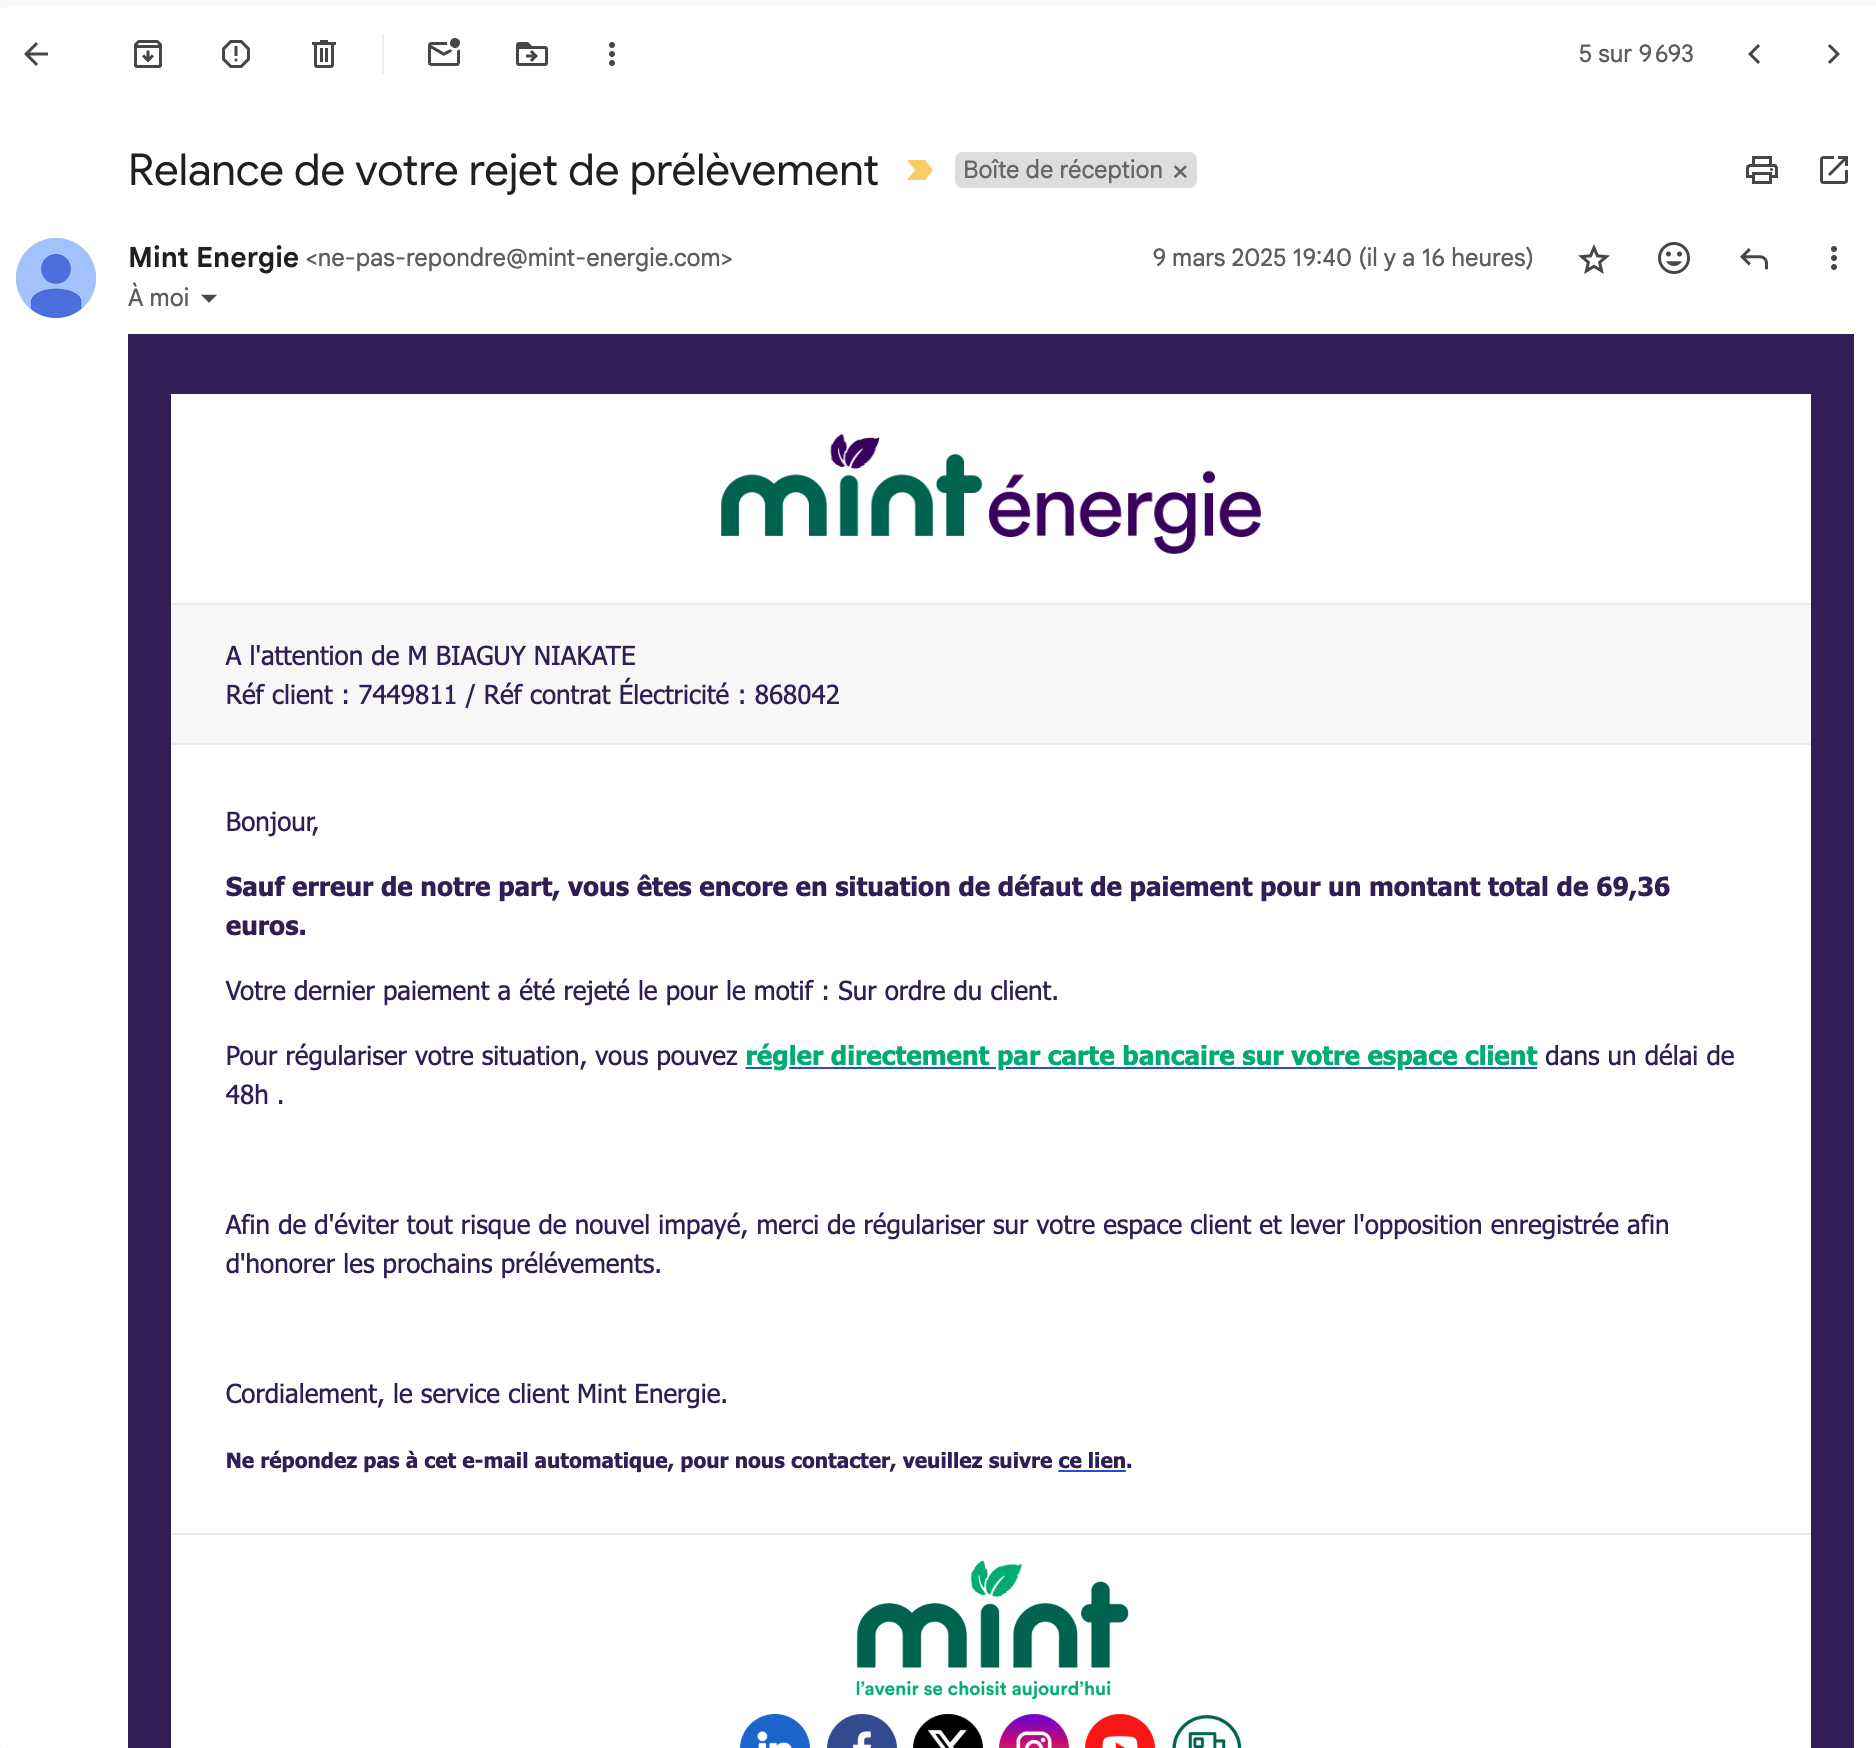 5 sur 9 693
Relance de votre rejet de prélèvement Boîte de réception ×
Mint Energie <ne-pas-repondre@mint-energie.com> 9 mars 2025 19:40 (il y a 16 heures)
À moi
mint énergie
A l'attention de M BIAGUY NIAKATE
Réf client : 7449811 / Réf contrat Électricité : 868042
Bonjour,
Sauf erreur de notre part, vous êtes encore en situation de défaut de paiement pour un montant total de 69,36
euros.
Votre dernier paiement a été rejeté le pour le motif : Sur ordre du client.
Pour régulariser votre situation, vous pouvez régler directement par carte bancaire sur votre espace client dans un délai de
48h .
Afin de d'éviter tout risque de nouvel impayé, merci de régulariser sur votre espace client et lever l'opposition enregistrée afin
d'honorer les prochains prélévements.
Cordialement, le service client Mint Energie.
Ne répondez pas à cet e-mail automatique, pour nous contacter, veuillez suivre ce lien.
mint
l'avenir se choisit aujourd'hui
in f X